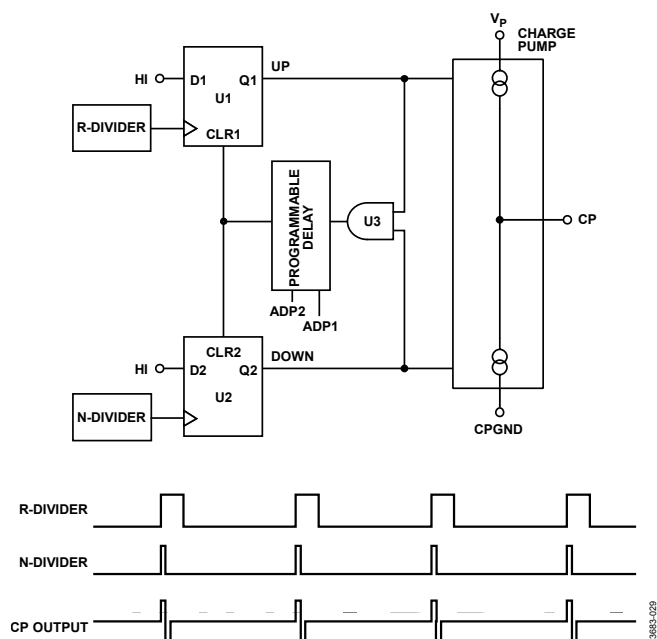 V_P
CHARGE
PUMP
UP
HI
D1
Q1
U1
R-DIVIDER
CLR1
PROGRAMMABLE
DELAY
U3
CP
ADP2
ADP1
CLR2
DOWN
HI
D2
Q2
U2
N-DIVIDER
CPGND
R-DIVIDER
N-DIVIDER
CP OUTPUT
3683-029